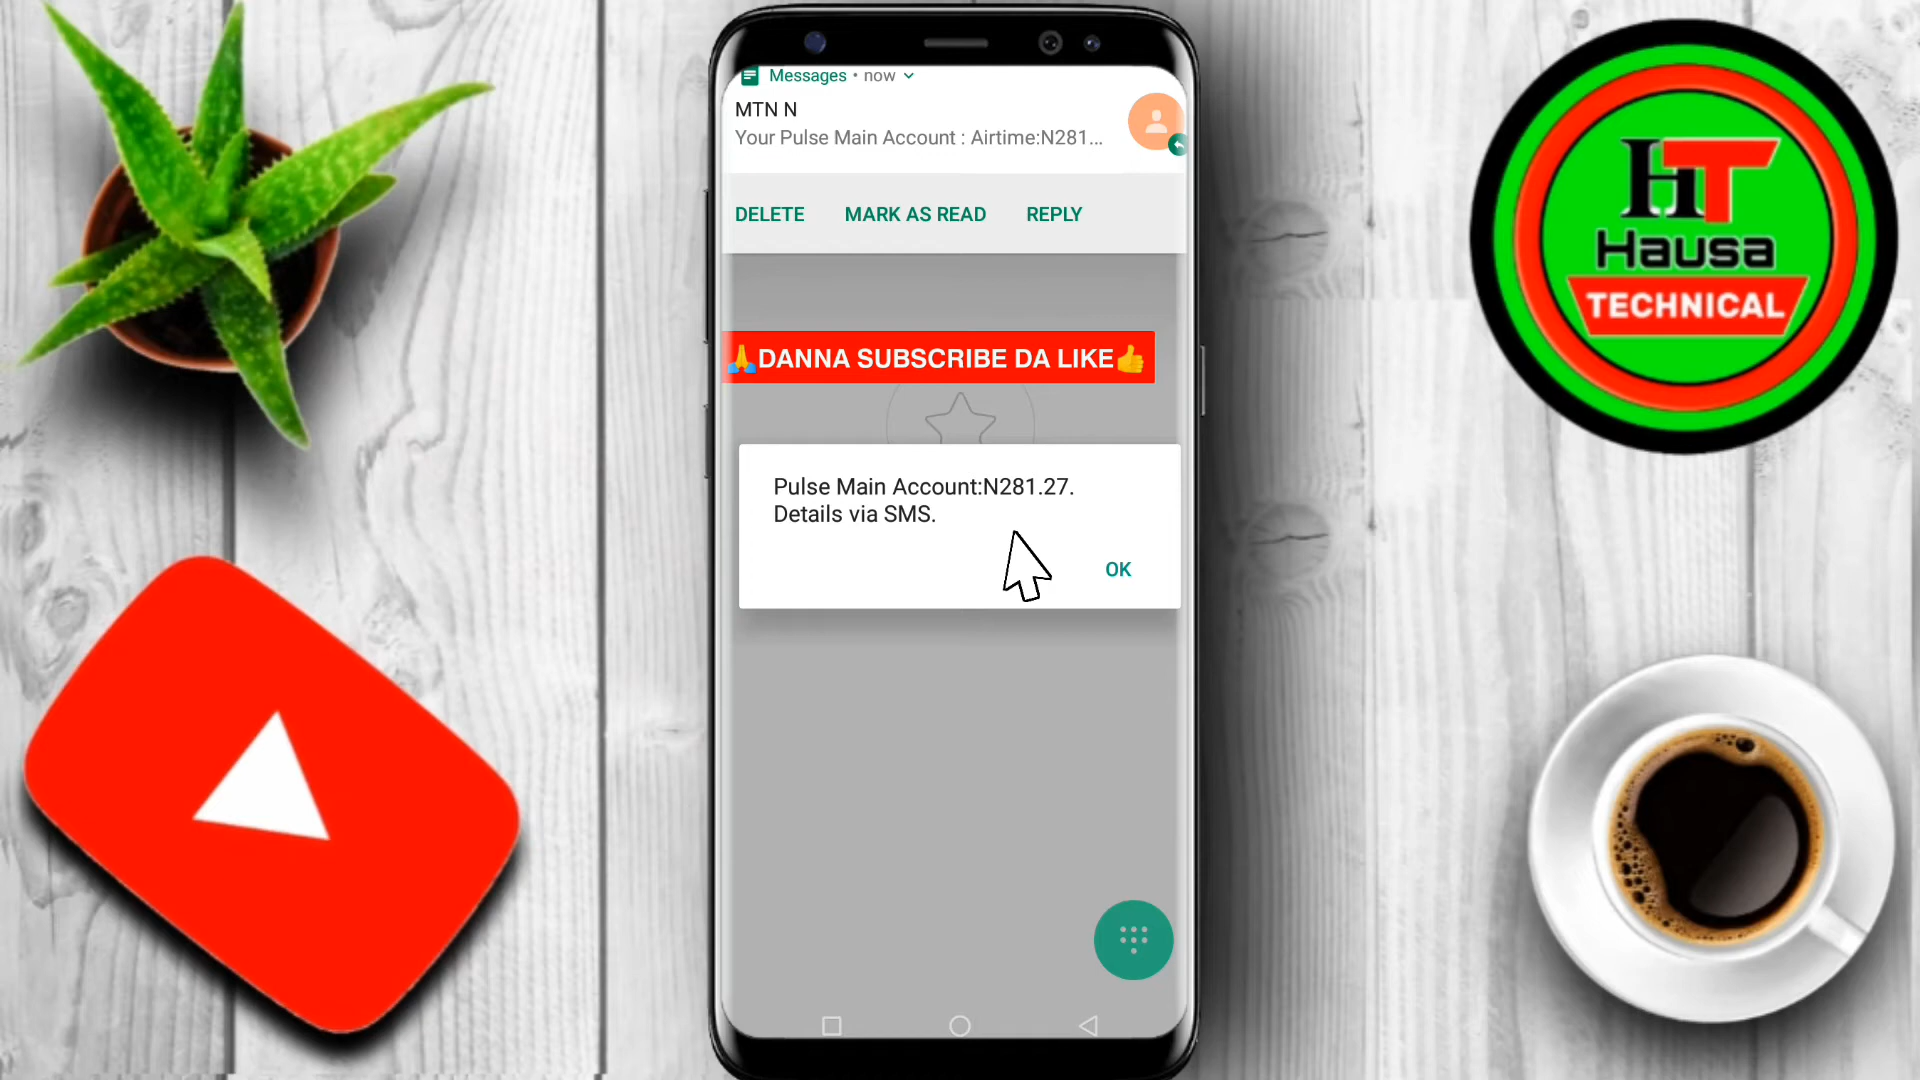 Messages • now
MTN N
Your Pulse Main Account : Airtime:N281...
DELETE MARK AS READ REPLY
🙏DANNA SUBSCRIBE DA LIKE👍
Pulse Main Account:N281.27.
Details via SMS.
OK
HT
Hausa
TECHNICAL